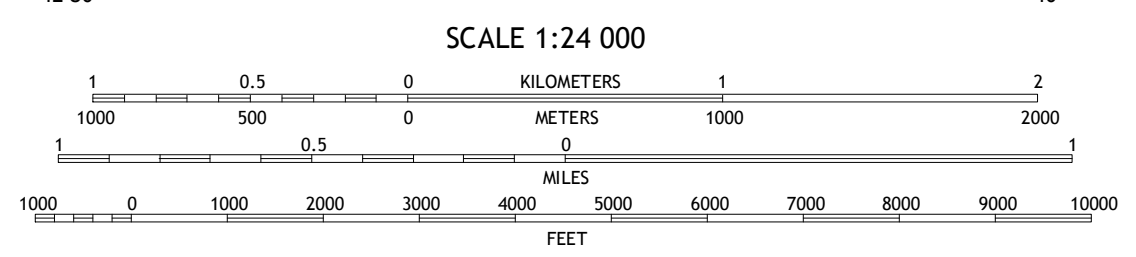 SCALE 1:24 000
1 0.5 0 KILOMETERS 1 2
1000 500 0 METERS 1000 2000
1 0.5 0 1
MILES
1000 0 1000 2000 3000 4000 5000 6000 7000 8000 9000 10000
FEET